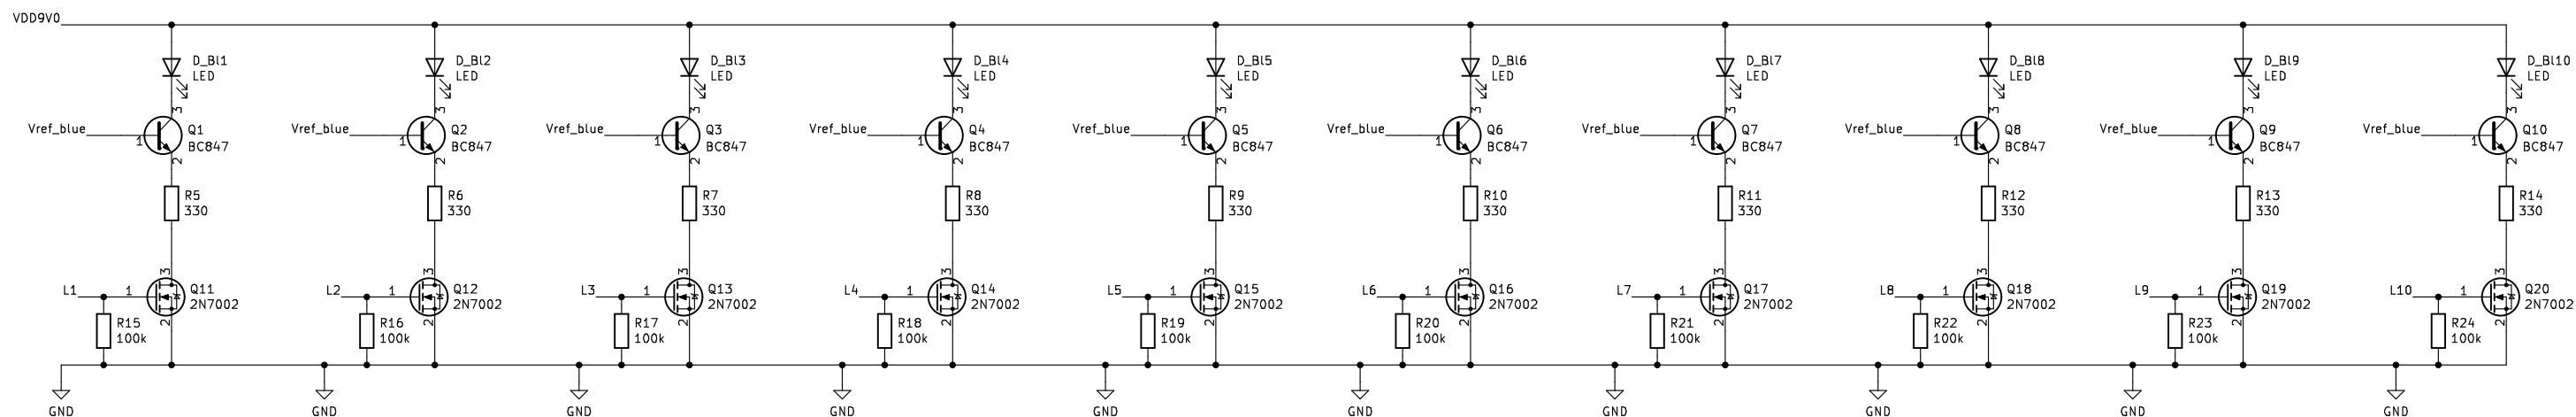 VDD9V0
D_Bl1
LED
D_Bl2
LED
D_Bl3
LED
D_Bl4
LED
D_Bl5
LED
D_Bl6
LED
D_Bl7
LED
D_Bl8
LED
D_Bl9
LED
D_Bl10
LED
Vref_blue
1
3
2
Q1
BC847
Vref_blue
1
3
2
Q2
BC847
Vref_blue
1
3
2
Q3
BC847
Vref_blue
1
3
2
Q4
BC847
Vref_blue
1
3
2
Q5
BC847
Vref_blue
1
3
2
Q6
BC847
Vref_blue
1
3
2
Q7
BC847
Vref_blue
1
3
2
Q8
BC847
Vref_blue
1
3
2
Q9
BC847
Vref_blue
1
3
2
Q10
BC847
R5
330
R6
330
R7
330
R8
330
R9
330
R10
330
R11
330
R12
330
R13
330
R14
330
L1
1
3
2
Q11
2N7002
L2
1
3
2
Q12
2N7002
L3
1
3
2
Q13
2N7002
L4
1
3
2
Q14
2N7002
L5
1
3
2
Q15
2N7002
L6
1
3
2
Q16
2N7002
L7
1
3
2
Q17
2N7002
L8
1
3
2
Q18
2N7002
L9
1
3
2
Q19
2N7002
L10
1
3
2
Q20
2N7002
R15
100k
R16
100k
R17
100k
R18
100k
R19
100k
R20
100k
R21
100k
R22
100k
R23
100k
R24
100k
GND
GND
GND
GND
GND
GND
GND
GND
GND
GND